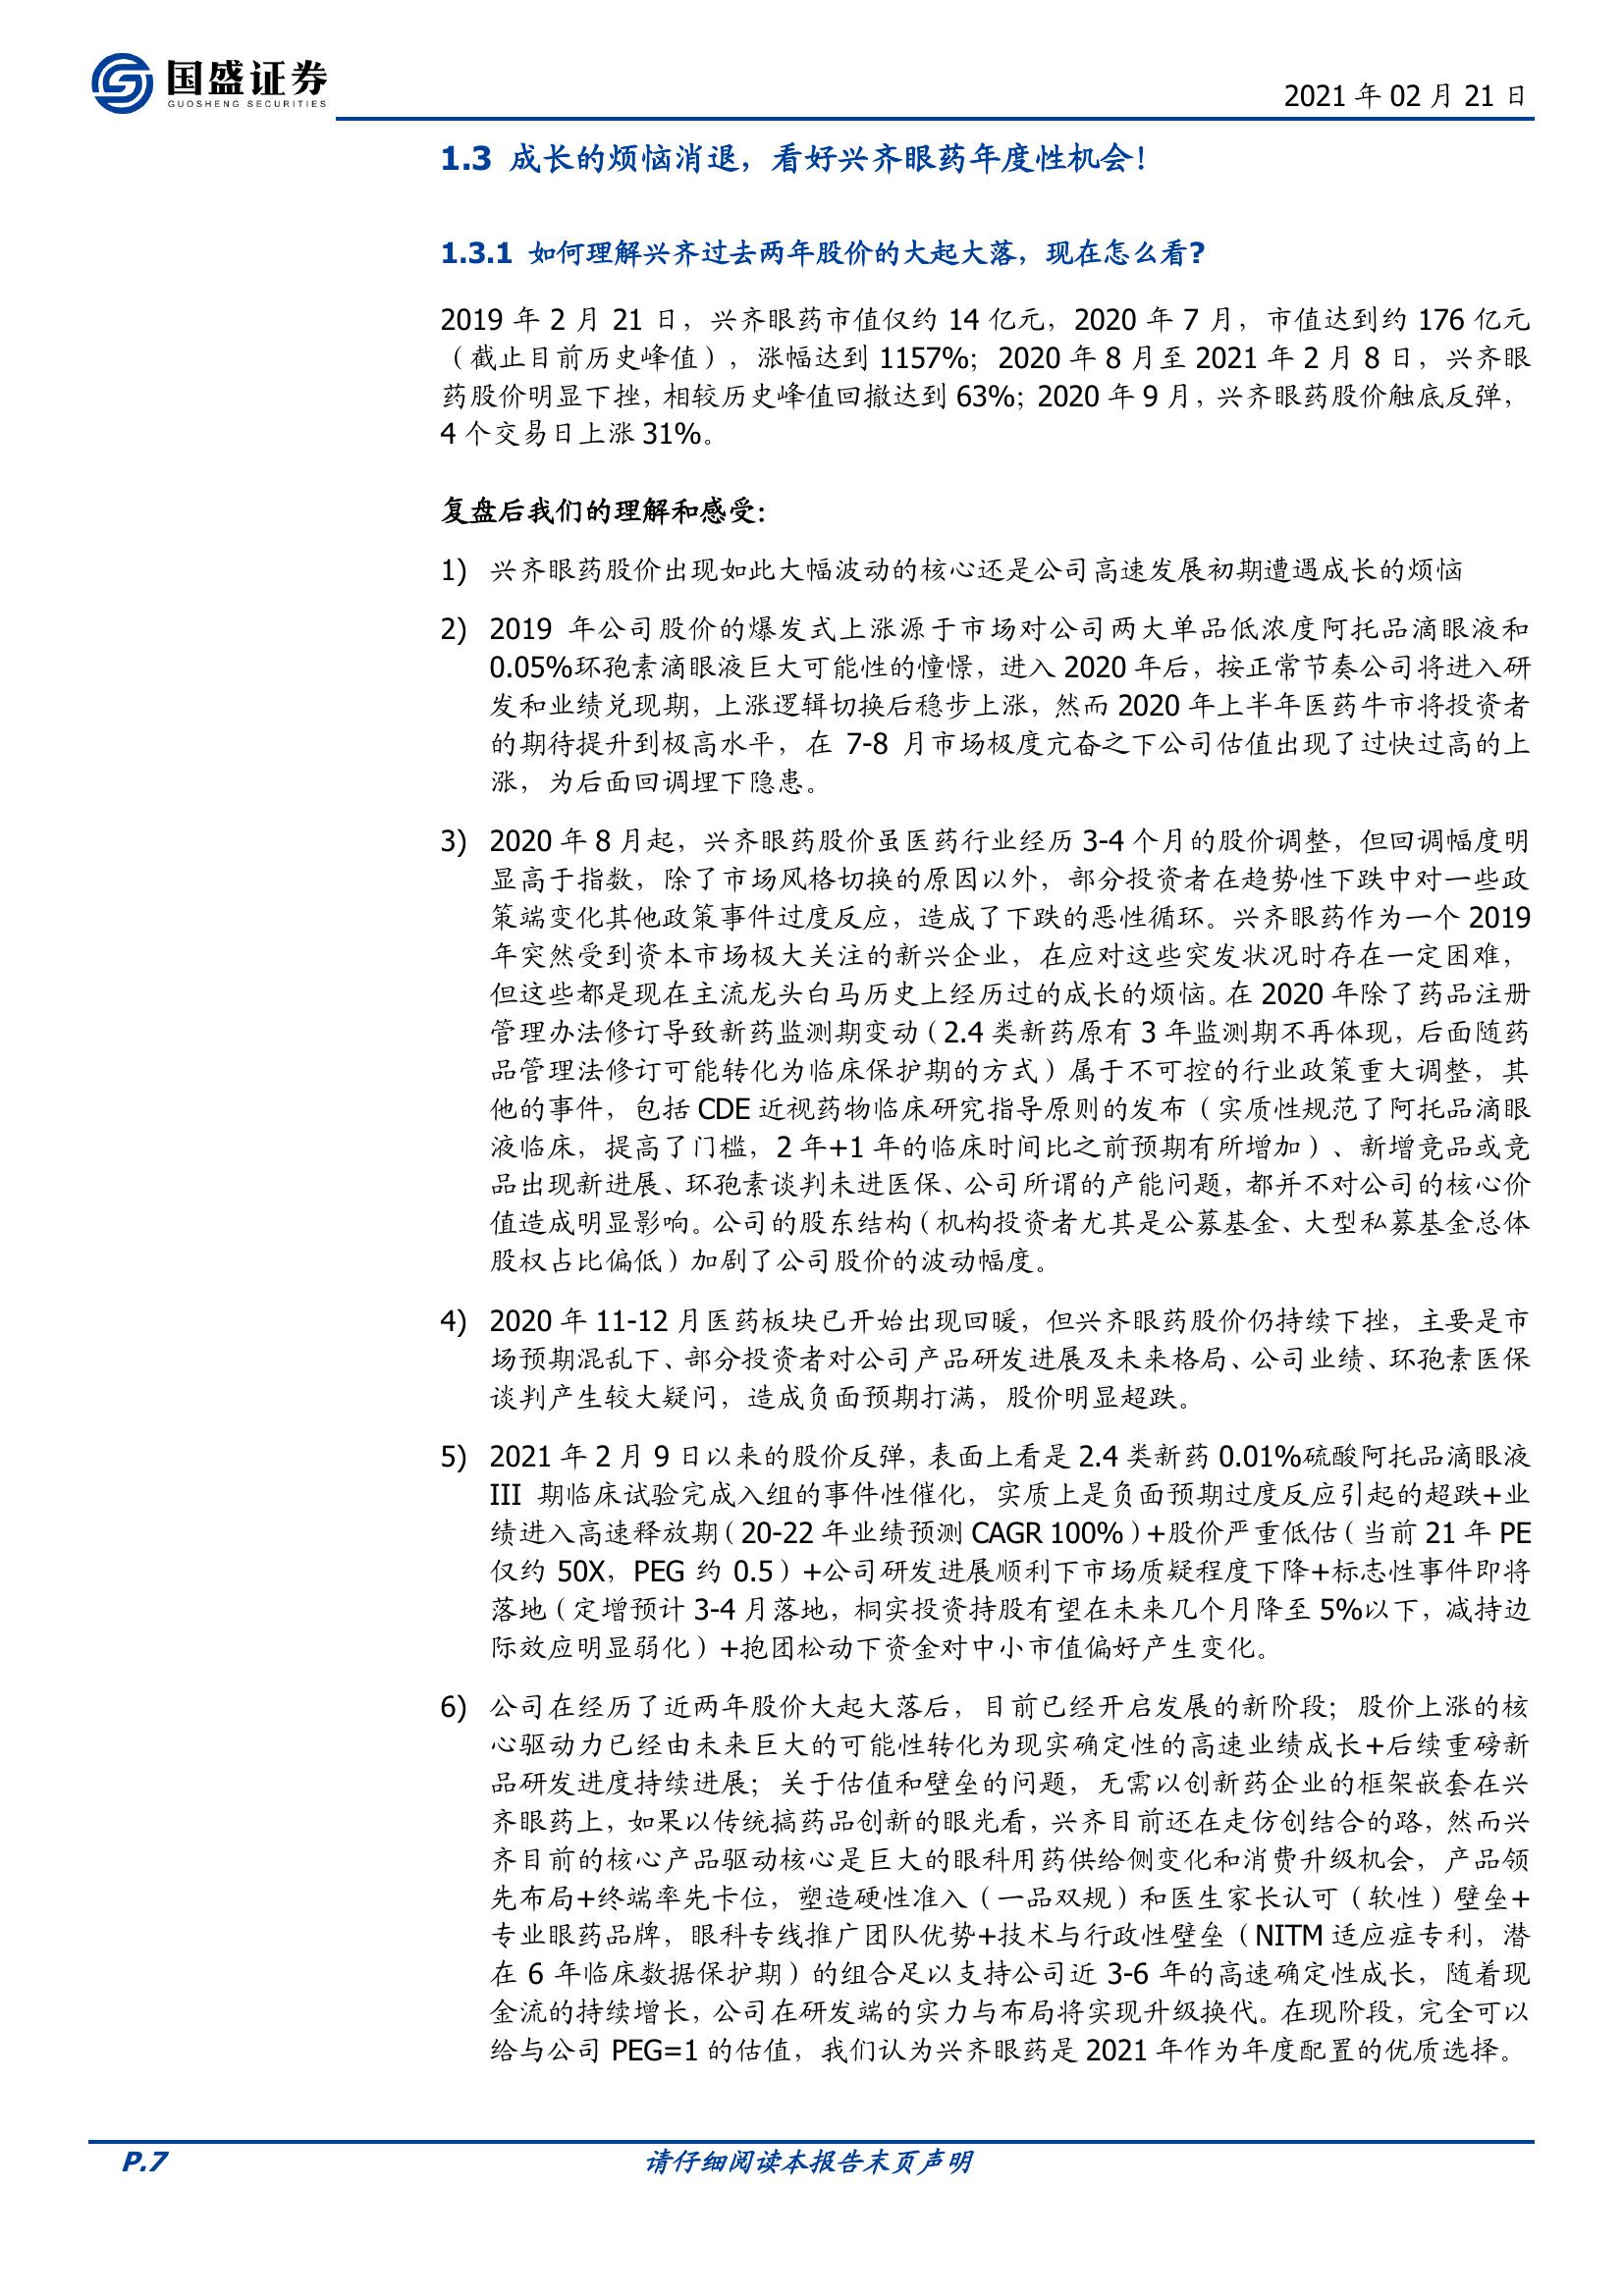 国盛证券
GUOSHENG SECURITIES
2021 年 02 月 21 日
1.3 成长的烦恼消退，看好兴齐眼药年度性机会！
1.3.1 如何理解兴齐过去两年股价的大起大落，现在怎么看？
2019 年 2 月 21 日，兴齐眼药市值仅约 14 亿元，2020 年 7 月，市值达到约 176 亿元
（截止目前历史峰值），涨幅达到 1157%；2020 年 8 月至 2021 年 2 月 8 日，兴齐眼
药股价明显下挫，相较历史峰值回撤达到 63%；2020 年 9 月，兴齐眼药股价触底反弹，
4 个交易日上涨 31%。
复盘后我们的理解和感受：
1) 兴齐眼药股价出现如此大幅波动的核心还是公司高速发展初期遭遇成长的烦恼
2) 2019 年公司股价的爆发式上涨源于市场对公司两大单品低浓度阿托品滴眼液和
0.05%环孢素滴眼液巨大可能性的憧憬，进入 2020 年后，按正常节奏公司将进入研
发和业绩兑现期，上涨逻辑切换后稳步上涨，然而 2020 年上半年医药牛市将投资者
的期待提升到极高水平，在 7-8 月市场极度亢奋之下公司估值出现了过快过高的上
涨，为后面回调埋下隐患。
3) 2020 年 8 月起，兴齐眼药股价虽医药行业经历 3-4 个月的股价调整，但回调幅度明
显高于指数，除了市场风格切换的原因以外，部分投资者在趋势性下跌中对一些政
策端变化其他政策事件过度反应，造成了下跌的恶性循环。兴齐眼药作为一个 2019
年突然受到资本市场极大关注的新兴企业，在应对这些突发状况时存在一定困难，
但这些都是现在主流龙头白马历史上经历过的成长的烦恼。在 2020 年除了药品注册
管理办法修订导致新药监测期变动（2.4 类新药原有 3 年监测期不再体现，后面随药
品管理法修订可能转化为临床保护期的方式）属于不可控的行业政策重大调整，其
他的事件，包括 CDE 近视药物临床研究指导原则的发布（实质性规范了阿托品滴眼
液临床，提高了门槛，2 年+1 年的临床时间比之前预期有所增加）、新增竞品或竞
品出现新进展、环孢素谈判未进医保、公司所谓的产能问题，都并不对公司的核心价
值造成明显影响。公司的股东结构（机构投资者尤其是公募基金、大型私募基金总体
股权占比偏低）加剧了公司股价的波动幅度。
4) 2020 年 11-12 月医药板块已开始出现回暖，但兴齐眼药股价仍持续下挫，主要是市
场预期混乱下、部分投资者对公司产品研发进展及未来格局、公司业绩、环孢素医保
谈判产生较大疑问，造成负面预期打满，股价明显超跌。
5) 2021 年 2 月 9 日以来的股价反弹，表面上看是 2.4 类新药 0.01%硫酸阿托品滴眼液
III 期临床试验完成入组的事件性催化，实质上是负面预期过度反应引起的超跌+业
绩进入高速释放期（20-22 年业绩预测 CAGR 100%）+股价严重低估（当前 21 年 PE
仅约 50X，PEG 约 0.5）+公司研发进展顺利下市场质疑程度下降+标志性事件即将
落地（定增预计 3-4 月落地，桐实投资持股有望在未来几个月降至 5%以下，减持边
际效应明显弱化）+抱团松动下资金对中小市值偏好产生变化。
6) 公司在经历了近两年股价大起大落后，目前已经开启发展的新阶段；股价上涨的核
心驱动力已经由未来巨大的可能性转化为现实确定性的高速业绩成长+后续重磅新
品研发进度持续进展；关于估值和壁垒的问题，无需以创新药企业的框架嵌套在兴
齐眼药上，如果以传统搞药品创新的眼光看，兴齐目前还在走仿创结合的路，然而兴
齐目前的核心产品驱动核心是巨大的眼科用药供给侧变化和消费升级机会，产品领
先布局+终端率先卡位，塑造硬性准入（一品双规）和医生家长认可（软性）壁垒+
专业眼药品牌，眼科专线推广团队优势+技术与行政性壁垒（NITM 适应症专利，潜
在 6 年临床数据保护期）的组合足以支持公司近 3-6 年的高速确定性成长，随着现
金流的持续增长，公司在研发端的实力与布局将实现升级换代。在现阶段，完全可以
给与公司 PEG=1 的估值，我们认为兴齐眼药是 2021 年作为年度配置的优质选择。
P.7
请仔细阅读本报告末页声明